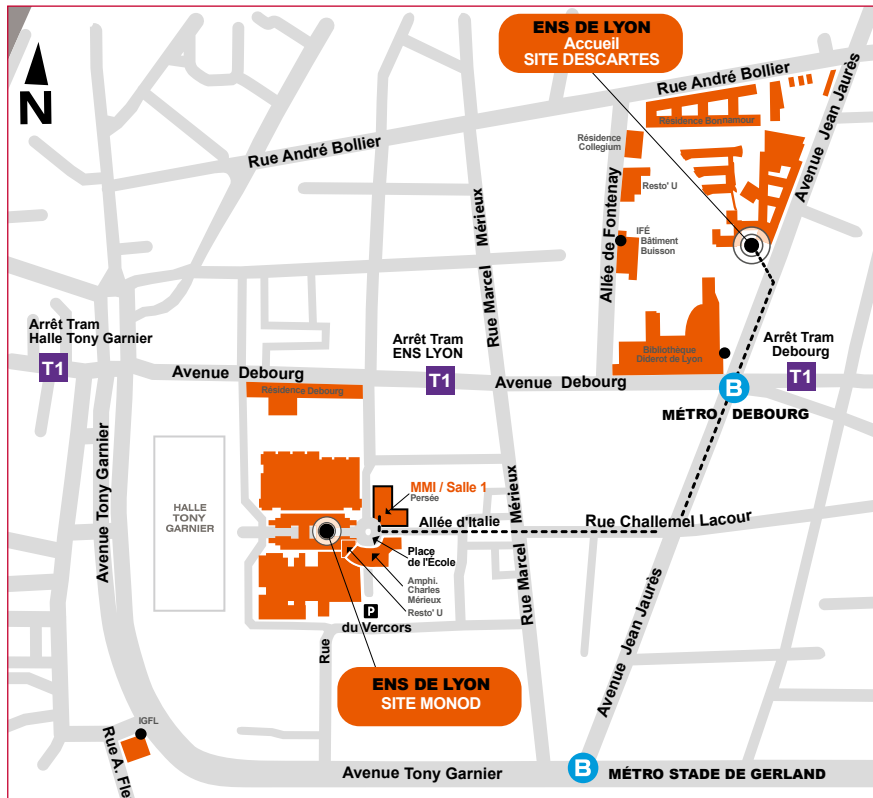 ENS DE LYON
Accueil
SITE DESCARTES
N
Rue André Bollier
Rue André Bollier
Résidence Bonnamour
Avenue Jean Jaurès
Résidence
Collegium
Resto' U
Allée de Fontenay
IFÉ
Bâtiment
Buisson
Rue Marcel Mérieux
Arrêt Tram
Halle Tony Garnier
T1
Arrêt Tram
ENS LYON
T1
Bibliothèque
Diderot de Lyon
Arrêt Tram
Debourg
T1
Avenue Debourg
Avenue Debourg
B
MÉTRO DEBOURG
Résidence Debourg
Avenue Tony Garnier
HALLE
TONY
GARNIER
MMI / Salle 1
Persée
Allée d'Italie
Rue Challemel Lacour
Rue Marcel Mérieux
Place
de l'École
Amphi.
Charles
Mérieux
Resto' U
P
Rue du Vercors
Avenue Jean Jaurès
ENS DE LYON
SITE MONOD
IGFL
Rue A. Fle
Avenue Tony Garnier
B
MÉTRO STADE DE GERLAND